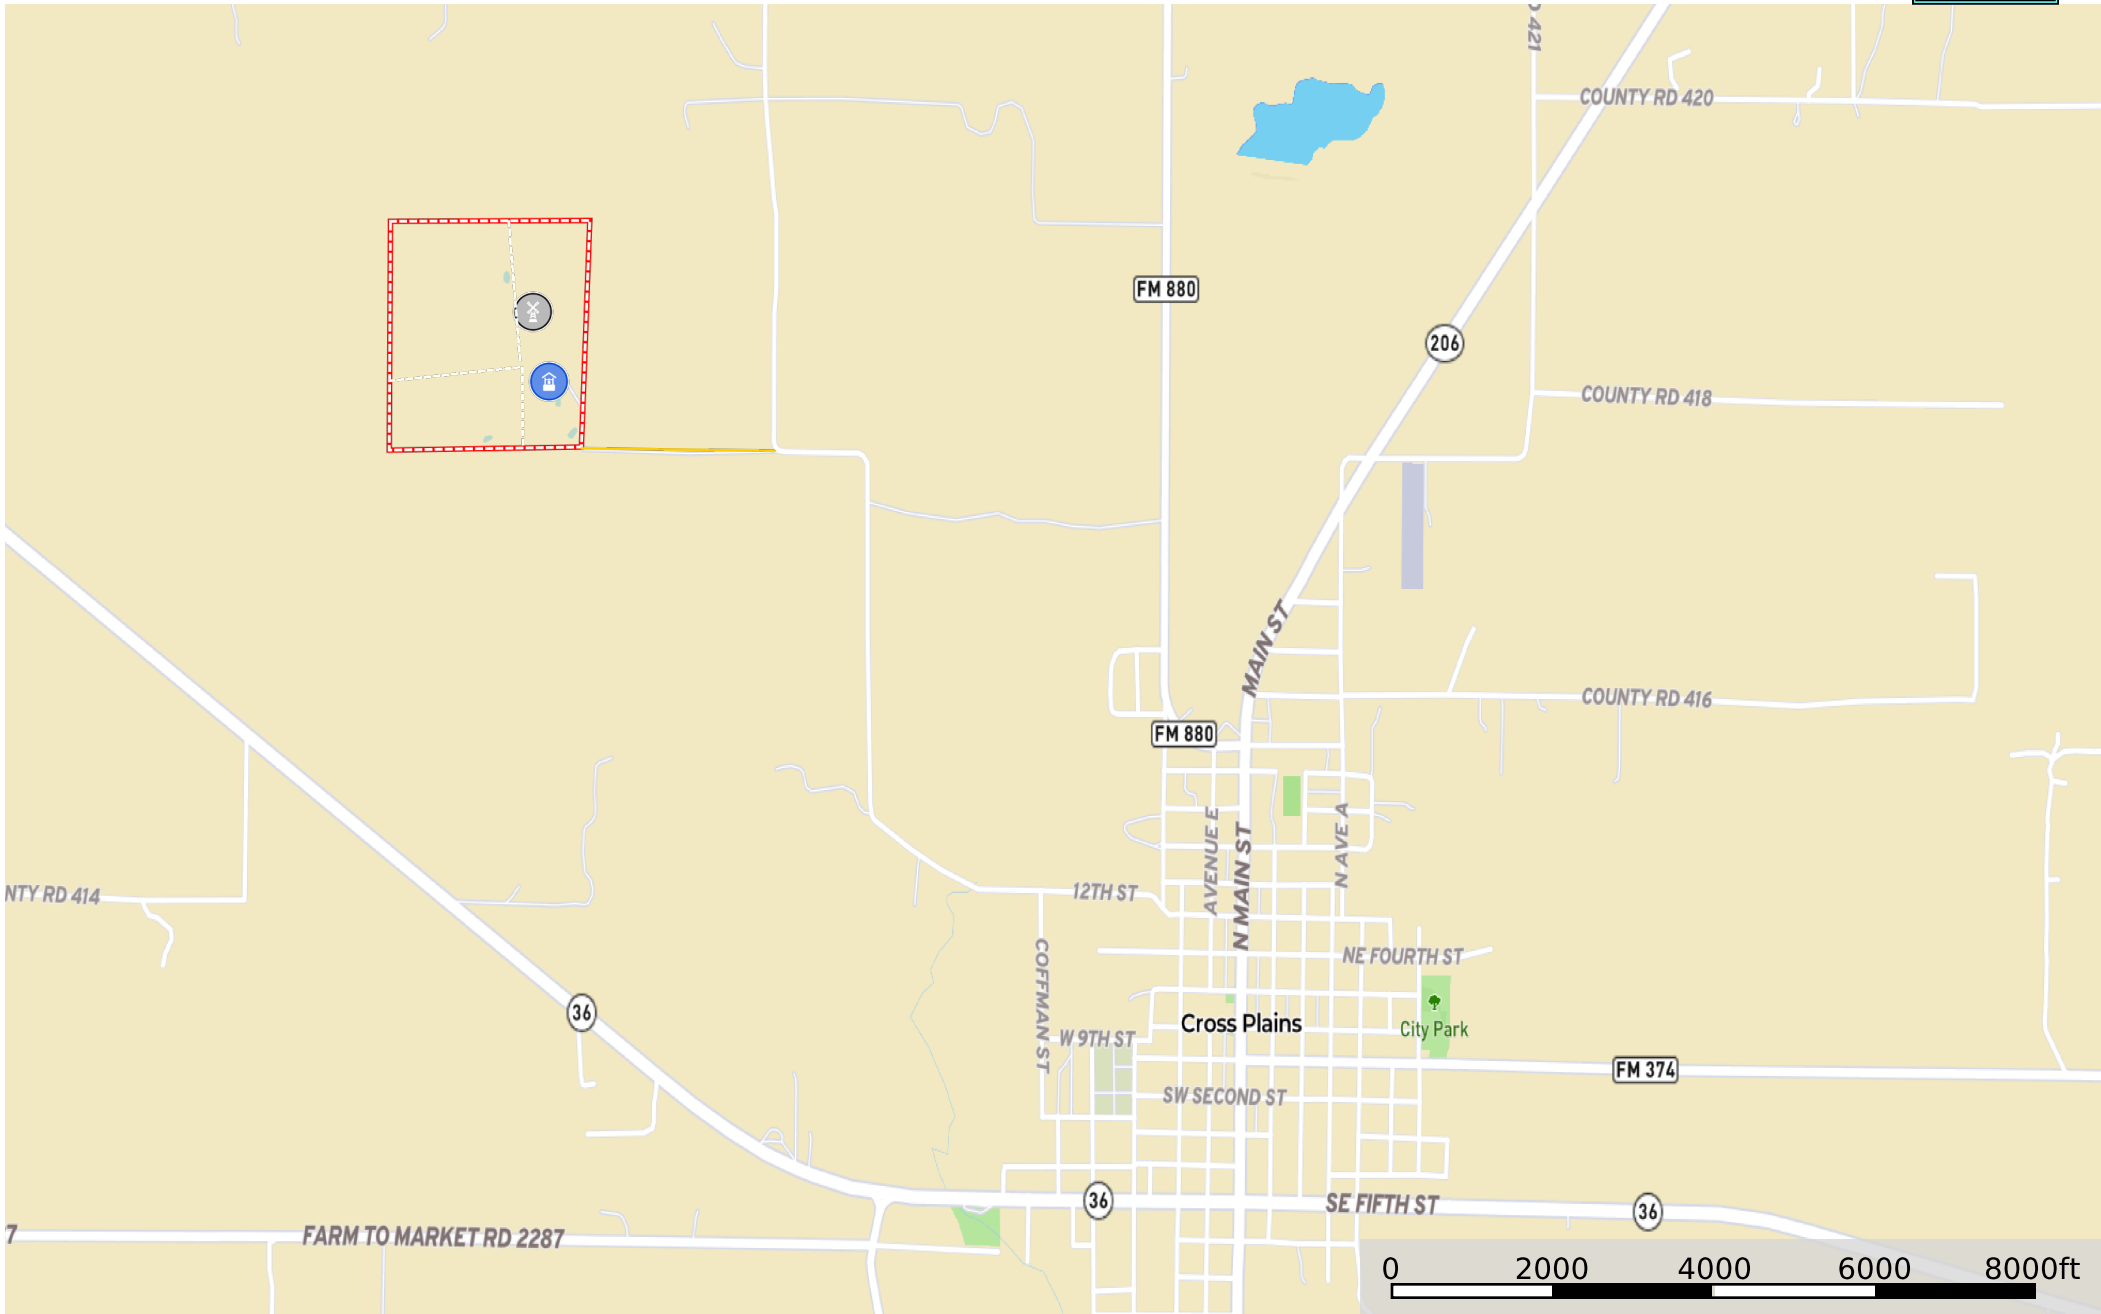 D 421
COUNTY RD 420
FM 880
206
COUNTY RD 418
MAIN ST
COUNTY RD 416
FM 880
AVENUE E
N MAIN ST
N AVE A
NTY RD 414
12TH ST
COFFMAN ST
NE FOURTH ST
36
Cross Plains
City Park
W 9TH ST
FM 374
SW SECOND ST
36
SE FIFTH ST
36
7
FARM TO MARKET RD 2287
0 2000 4000 6000 8000ft